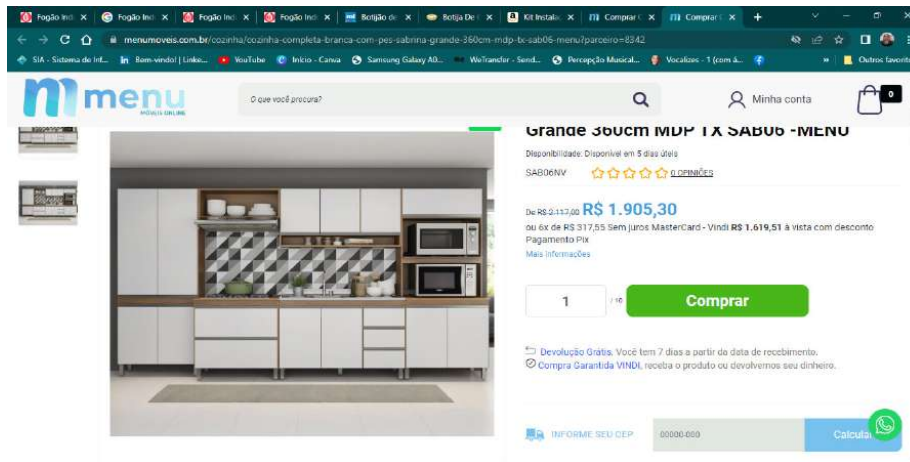 Fogão Ind
Fogão Ind
Fogão Ind
Fogão Ind
Botijão de
Botija De
Kit Instala
Comprar C
Comprar C
menumoveis.com.br/cozinha/cozinha-completa-branca-com-pes-sabrina-grande-360cm-mdp-tx-sab06-menu?parceiro=8342
SIA - Sistema de Inf...
Bem-vindo! | Linke...
YouTube
Início - Canva
Samsung Galaxy A0...
WeTransfer - Send...
Percepção Musical...
Vocalizes - 1 (com a...
Outros favorit
menu
MÓVEIS ONLINE
O que você procura?
Minha conta
0
Grande 360cm MDP TX SAB06 -MENU
Disponibilidade: Disponível em 5 dias úteis
SAB06NV 0 OPINIÕES
De R$ 2.117,00 R$ 1.905,30
ou 6x de R$ 317,55 Sem juros MasterCard - Vindi R$ 1.619,51 à vista com desconto
Pagamento Pix
Mais informações
1
Comprar
Devolução Grátis. Você tem 7 dias a partir da data de recebimento.
Compra Garantida VINDI, receba o produto ou devolvemos seu dinheiro.
INFORME SEU CEP
00000-000
Calcular